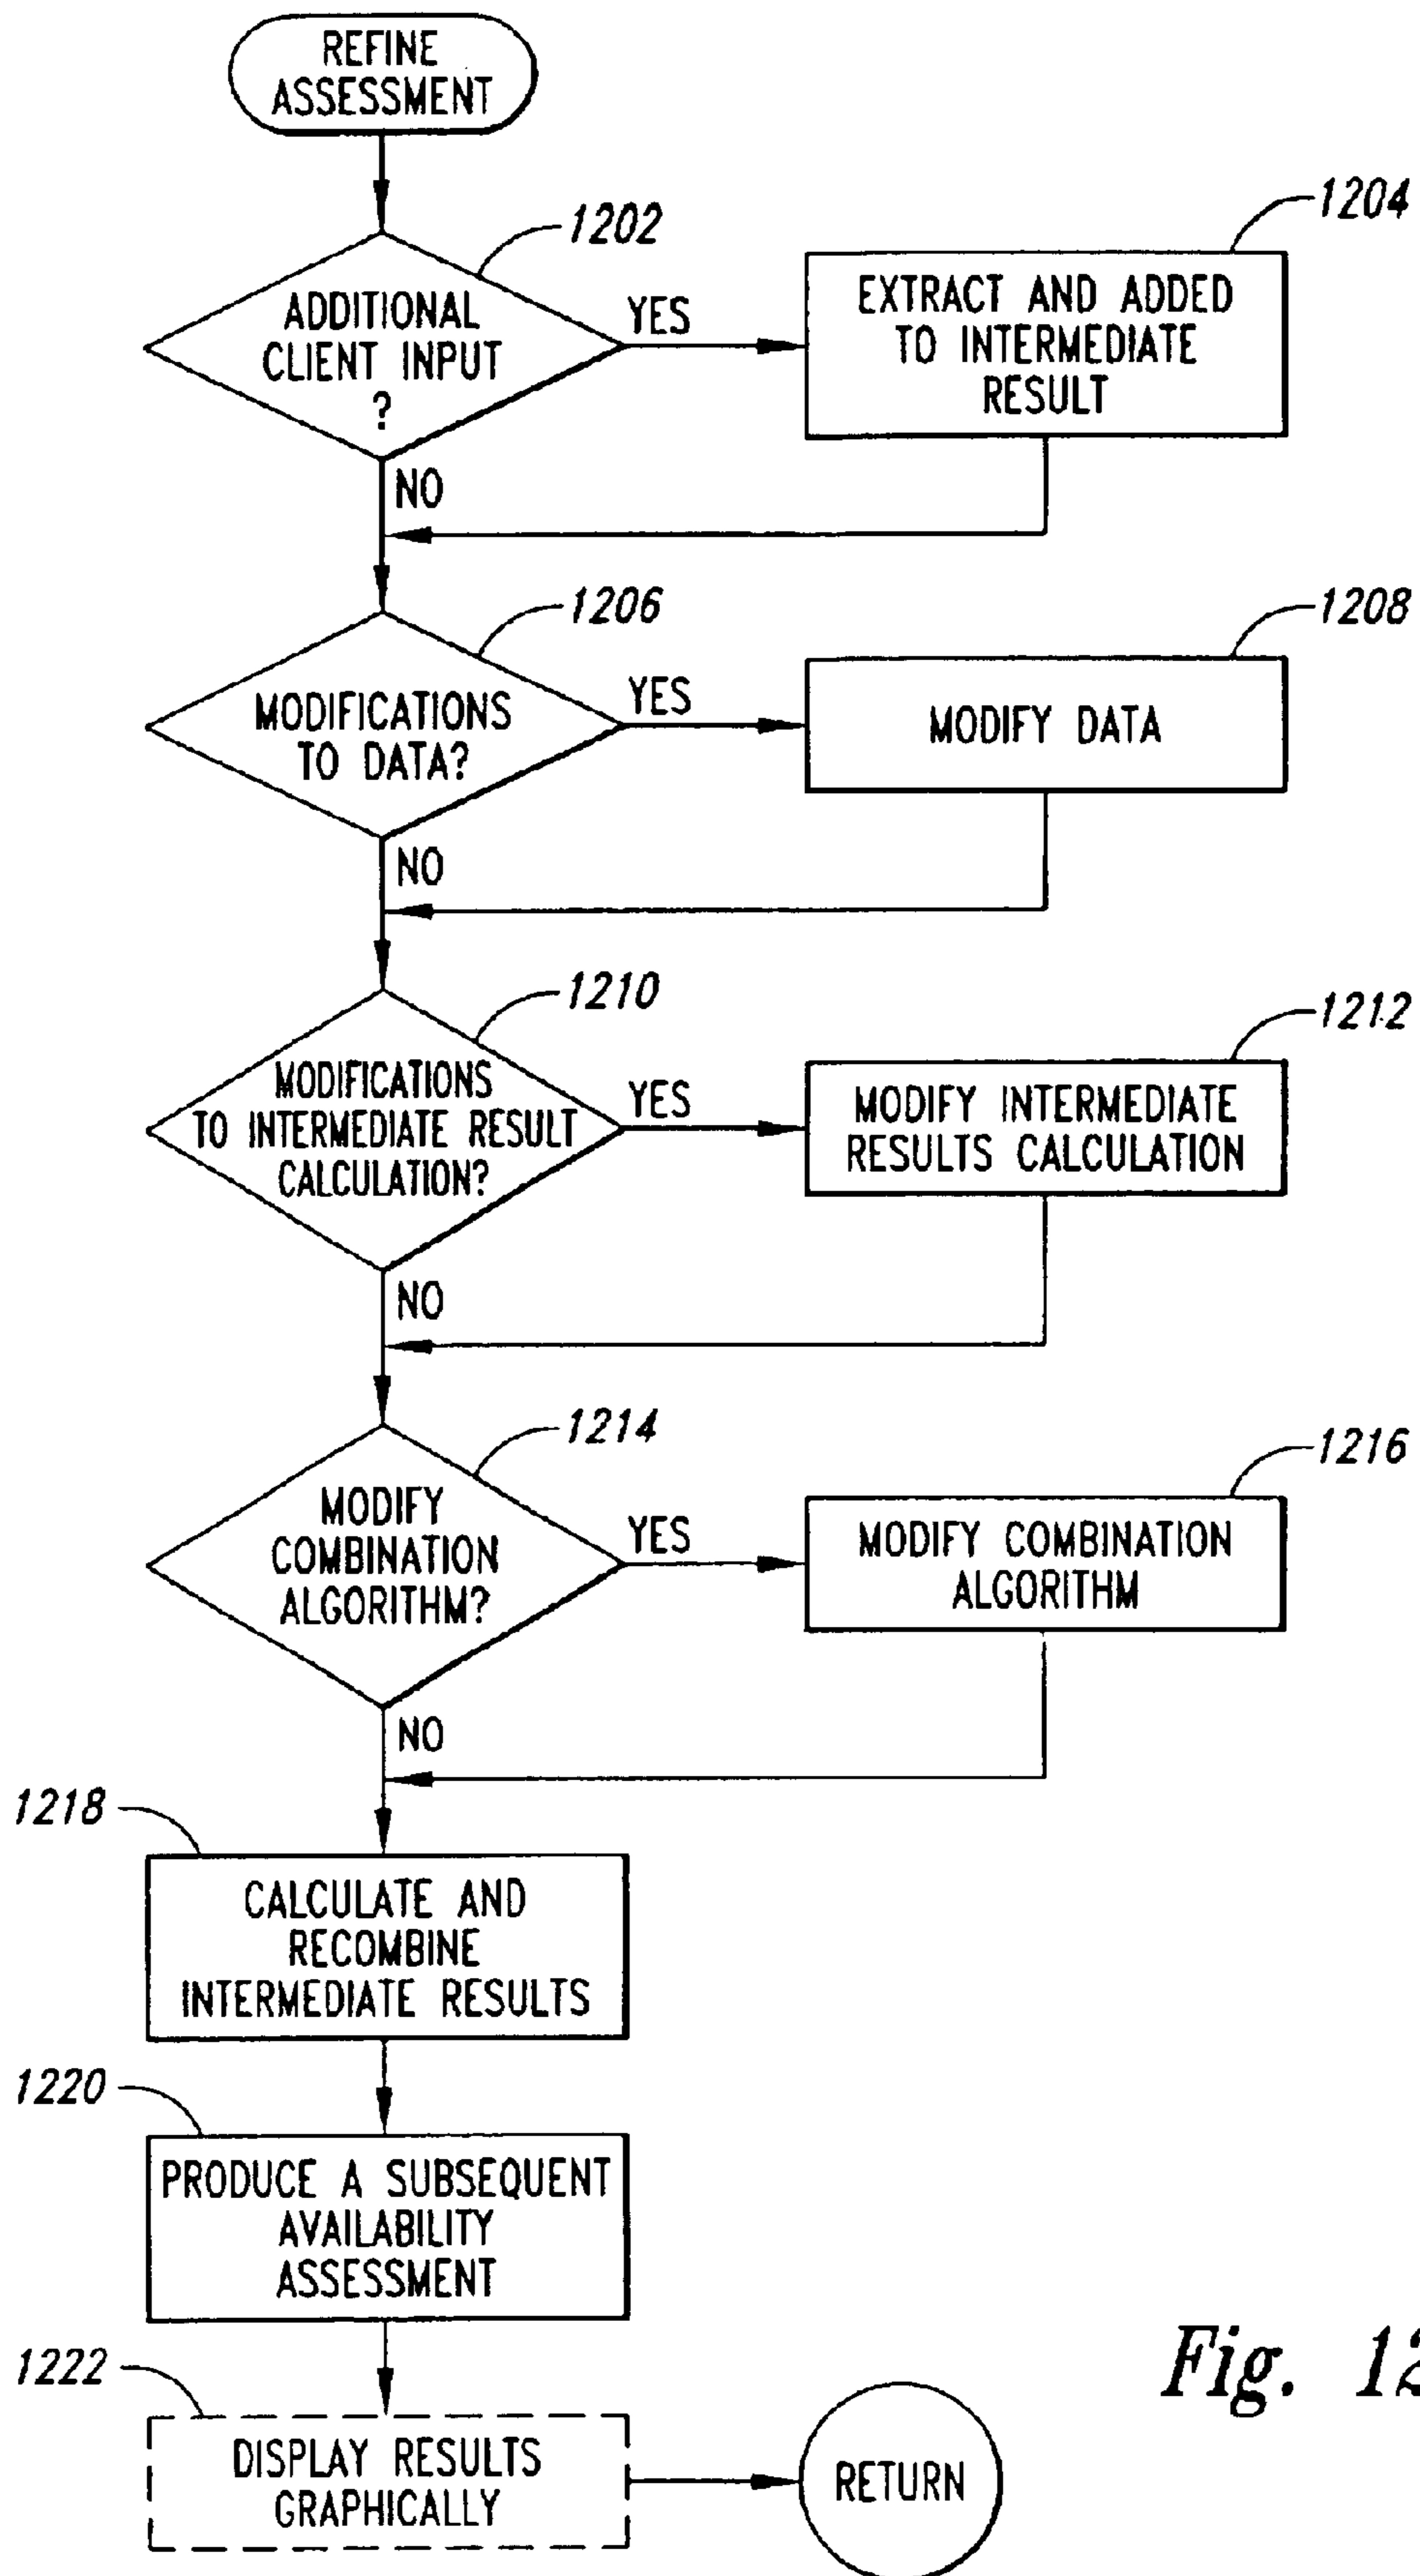 REFINE
ASSESSMENT
1202
1204
ADDITIONAL
CLIENT INPUT
?
YES
EXTRACT AND ADDED
TO INTERMEDIATE
RESULT
NO
1206
1208
MODIFICATIONS
TO DATA?
YES
MODIFY DATA
NO
1210
1212
MODIFICATIONS
TO INTERMEDIATE RESULT
CALCULATION?
YES
MODIFY INTERMEDIATE
RESULTS CALCULATION
NO
1214
1216
MODIFY
COMBINATION
ALGORITHM?
YES
MODIFY COMBINATION
ALGORITHM
NO
1218
CALCULATE AND
RECOMBINE
INTERMEDIATE RESULTS
1220
PRODUCE A SUBSEQUENT
AVAILABILITY
ASSESSMENT
1222
DISPLAY RESULTS
GRAPHICALLY
RETURN
Fig. 12